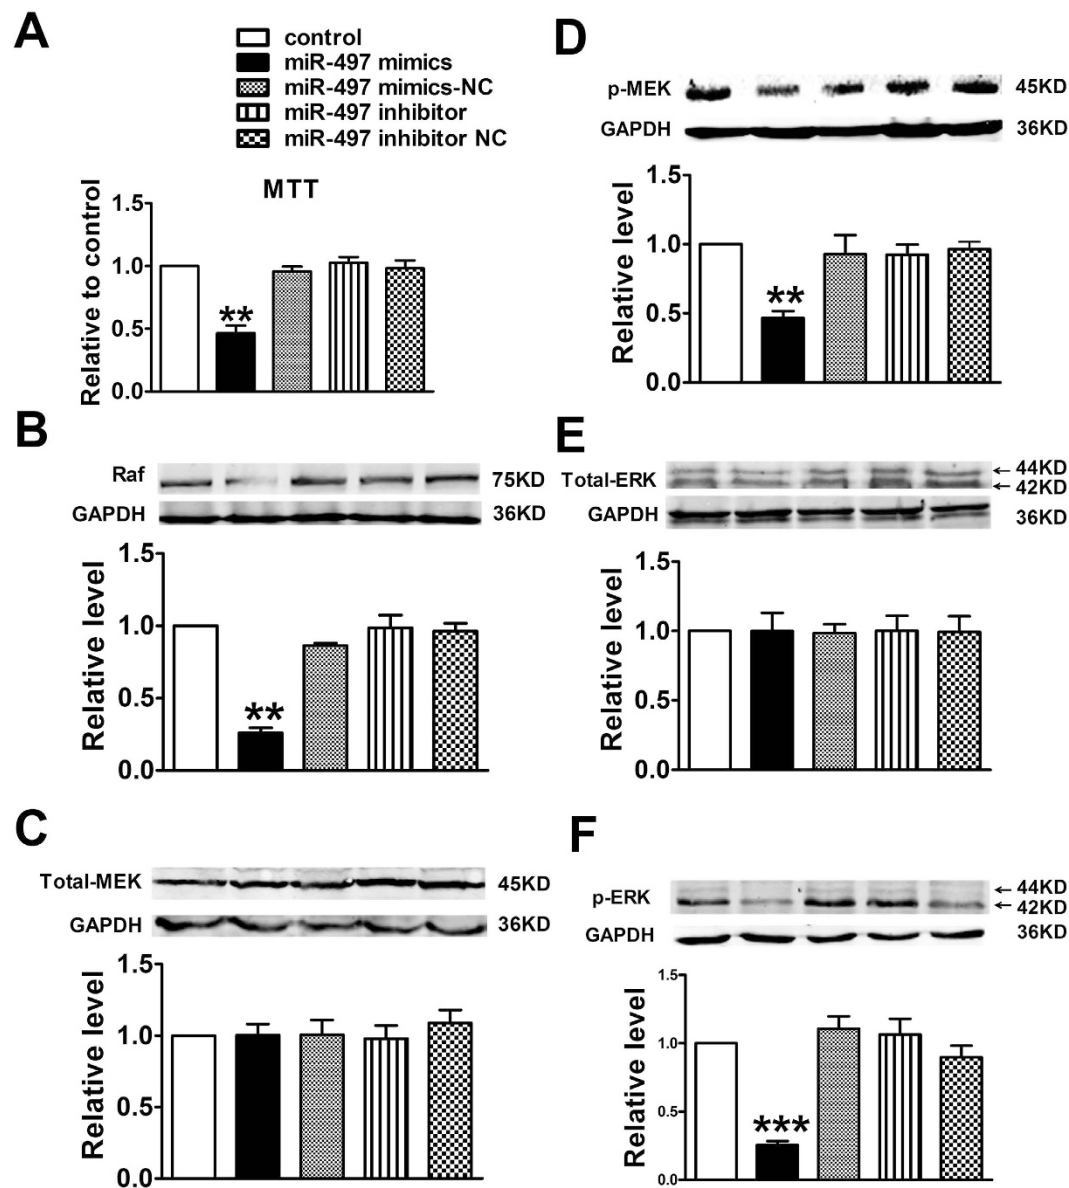 A
control
miR-497 mimics
miR-497 mimics-NC
miR-497 inhibitor
miR-497 inhibitor NC
MTT
Relative to control
1.5
1.0
0.5
0.0
**
B
Raf
75KD
GAPDH
36KD
Relative level
1.5
1.0
0.5
0.0
**
C
Total-MEK
45KD
GAPDH
36KD
Relative level
1.5
1.0
0.5
0.0
D
p-MEK
45KD
GAPDH
36KD
Relative level
1.5
1.0
0.5
0.0
**
E
Total-ERK
←44KD
←42KD
GAPDH
36KD
Relative level
1.5
1.0
0.5
0.0
F
p-ERK
←44KD
←42KD
GAPDH
36KD
Relative level
1.5
1.0
0.5
0.0
***